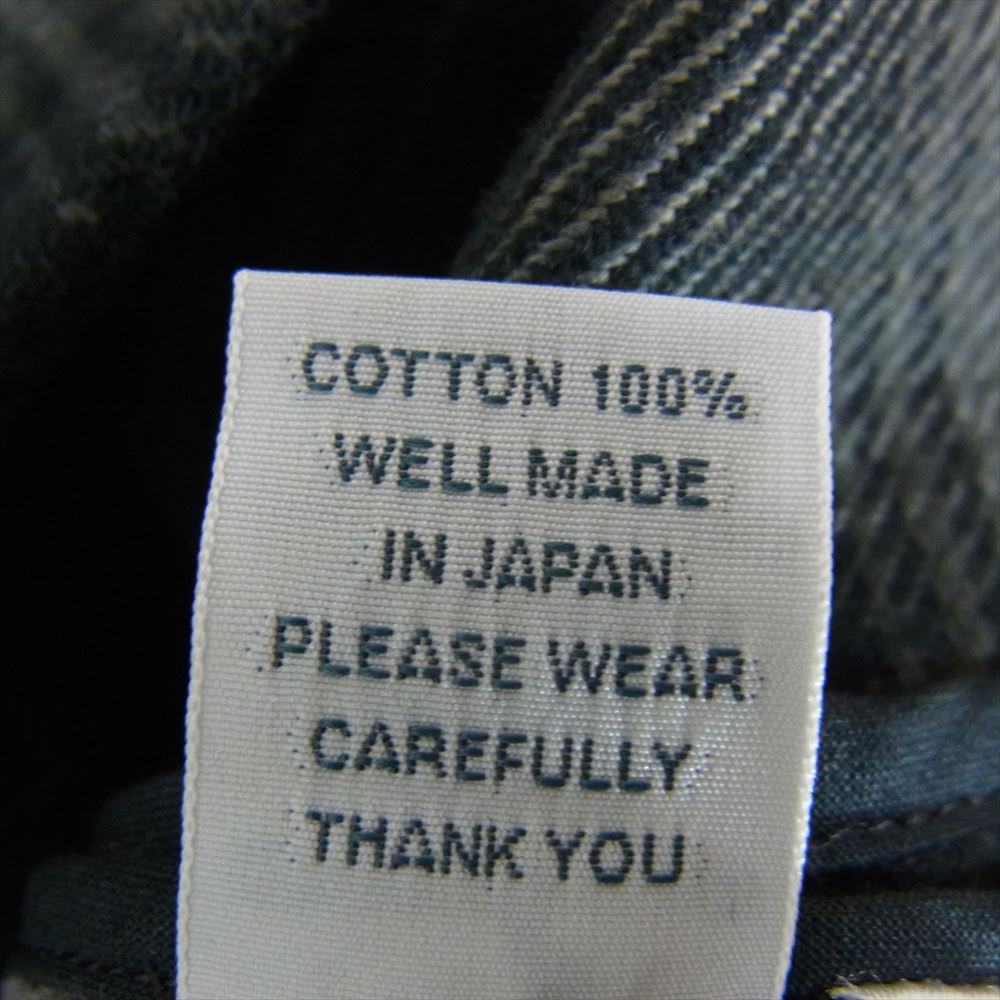 COTTON 100%
WELL MADE
IN JAPAN
PLEASE WEAR
CAREFULLY
THANK YOU